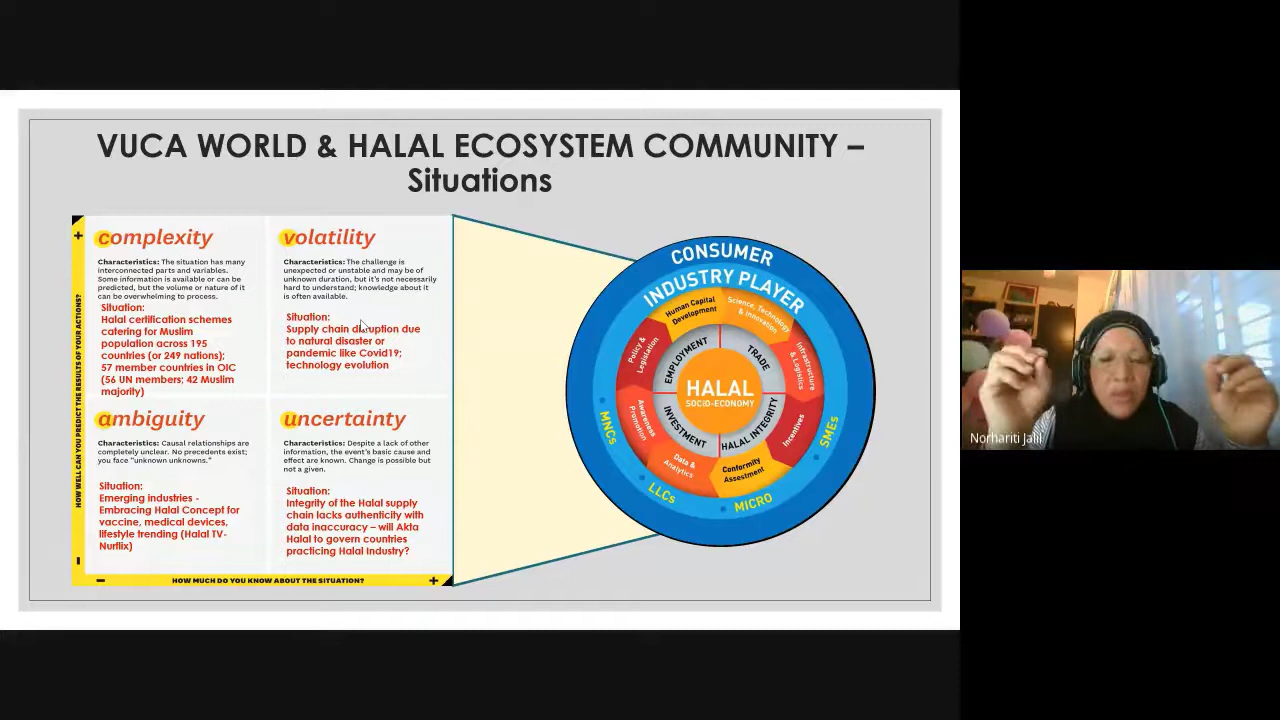 VUCA WORLD & HALAL ECOSYSTEM COMMUNITY –
Situations
HOW WELL CAN YOU PREDICT THE RESULTS OF YOUR ACTIONS?
+
–
complexity
Characteristics: The situation has many
interconnected parts and variables.
Some information is available or can be
predicted, but the volume or nature of it
can be overwhelming to process.
Situation:
Halal certification schemes
catering for Muslim
population across 195
countries (or 249 nations);
57 member countries in OIC
(56 UN members; 42 Muslim
majority)
volatility
Characteristics: The challenge is
unexpected or unstable and may be of
unknown duration, but it's not necessarily
hard to understand; knowledge about it
is often available.
Situation:
Supply chain disruption due
to natural disaster or
pandemic like Covid19;
technology evolution
ambiguity
Characteristics: Causal relationships are
completely unclear. No precedents exist;
you face "unknown unknowns."
Situation:
Emerging industries -
Embracing Halal Concept for
vaccine, medical devices,
lifestyle trending (Halal TV-
Nurflix)
uncertainty
Characteristics: Despite a lack of other
information, the event's basic cause and
effect are known. Change is possible but
not a given.
Situation:
Integrity of the Halal supply
chain lacks authenticity with
data inaccuracy – will Akta
Halal to govern countries
practicing Halal Industry?
–
HOW MUCH DO YOU KNOW ABOUT THE SITUATION?
+
CONSUMER
INDUSTRY PLAYER
Human Capital
Development
Science, Technology
& Innovation
Infrastructure
& Logistics
Incentives
Conformity
Assestment
Data &
Analytics
Awareness
Promotion
Policy &
Legislation
EMPLOYMENT
TRADE
HALAL INTEGRITY
INVESTMENT
HALAL
SOCIO-ECONOMY
MNCs
LLCs
MICRO
SMEs
Norhariti Jalil